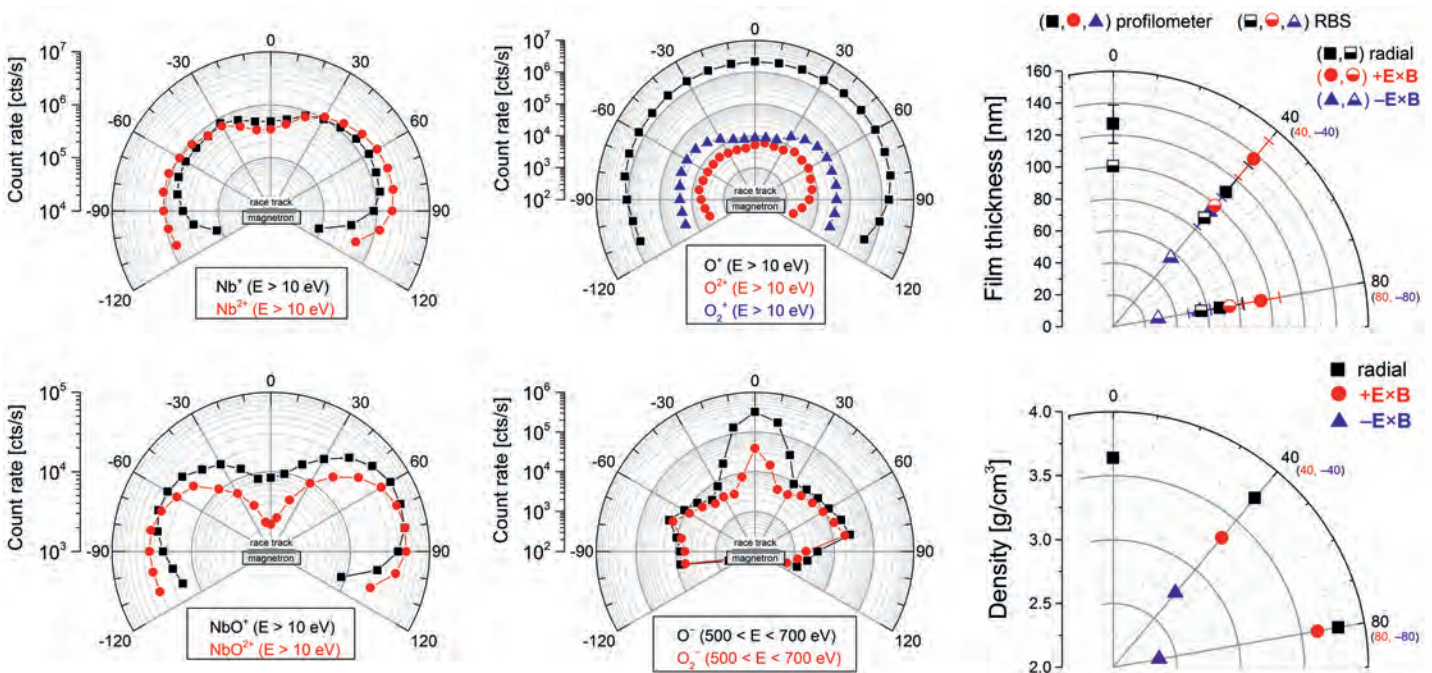 Count rate [cts/s]
10⁷
10⁶
10⁵
10⁴
-120
-90
-60
-30
0
30
60
90
120
race track
magnetron
Nb⁺ (E > 10 eV)
Nb²⁺ (E > 10 eV)
Count rate [cts/s]
10⁷
10⁶
10⁵
10⁴
10³
10²
-120
-90
-60
-30
0
30
60
90
120
race track
magnetron
O⁺ (E > 10 eV)
O²⁺ (E > 10 eV)
O₂⁺ (E > 10 eV)
(■,●,▲) profilometer
(,,) RBS
(■,) radial
(●,) +E×B
(▲,) –E×B
Film thickness [nm]
160
140
120
100
80
60
40
20
0
0
40
(40, –40)
80
(80, –80)
Count rate [cts/s]
10⁵
10⁴
10³
-120
-90
-60
-30
0
30
60
90
120
race track
magnetron
NbO⁺ (E > 10 eV)
NbO²⁺ (E > 10 eV)
Count rate [cts/s]
10⁶
10⁵
10⁴
10³
10²
-120
-90
-60
-30
0
30
60
90
120
race track
magnetron
O⁻ (500 < E < 700 eV)
O₂⁻ (500 < E < 700 eV)
radial
+E×B
–E×B
Density [g/cm³]
4.0
3.5
3.0
2.5
2.0
0
40
(40, –40)
80
(80, –80)